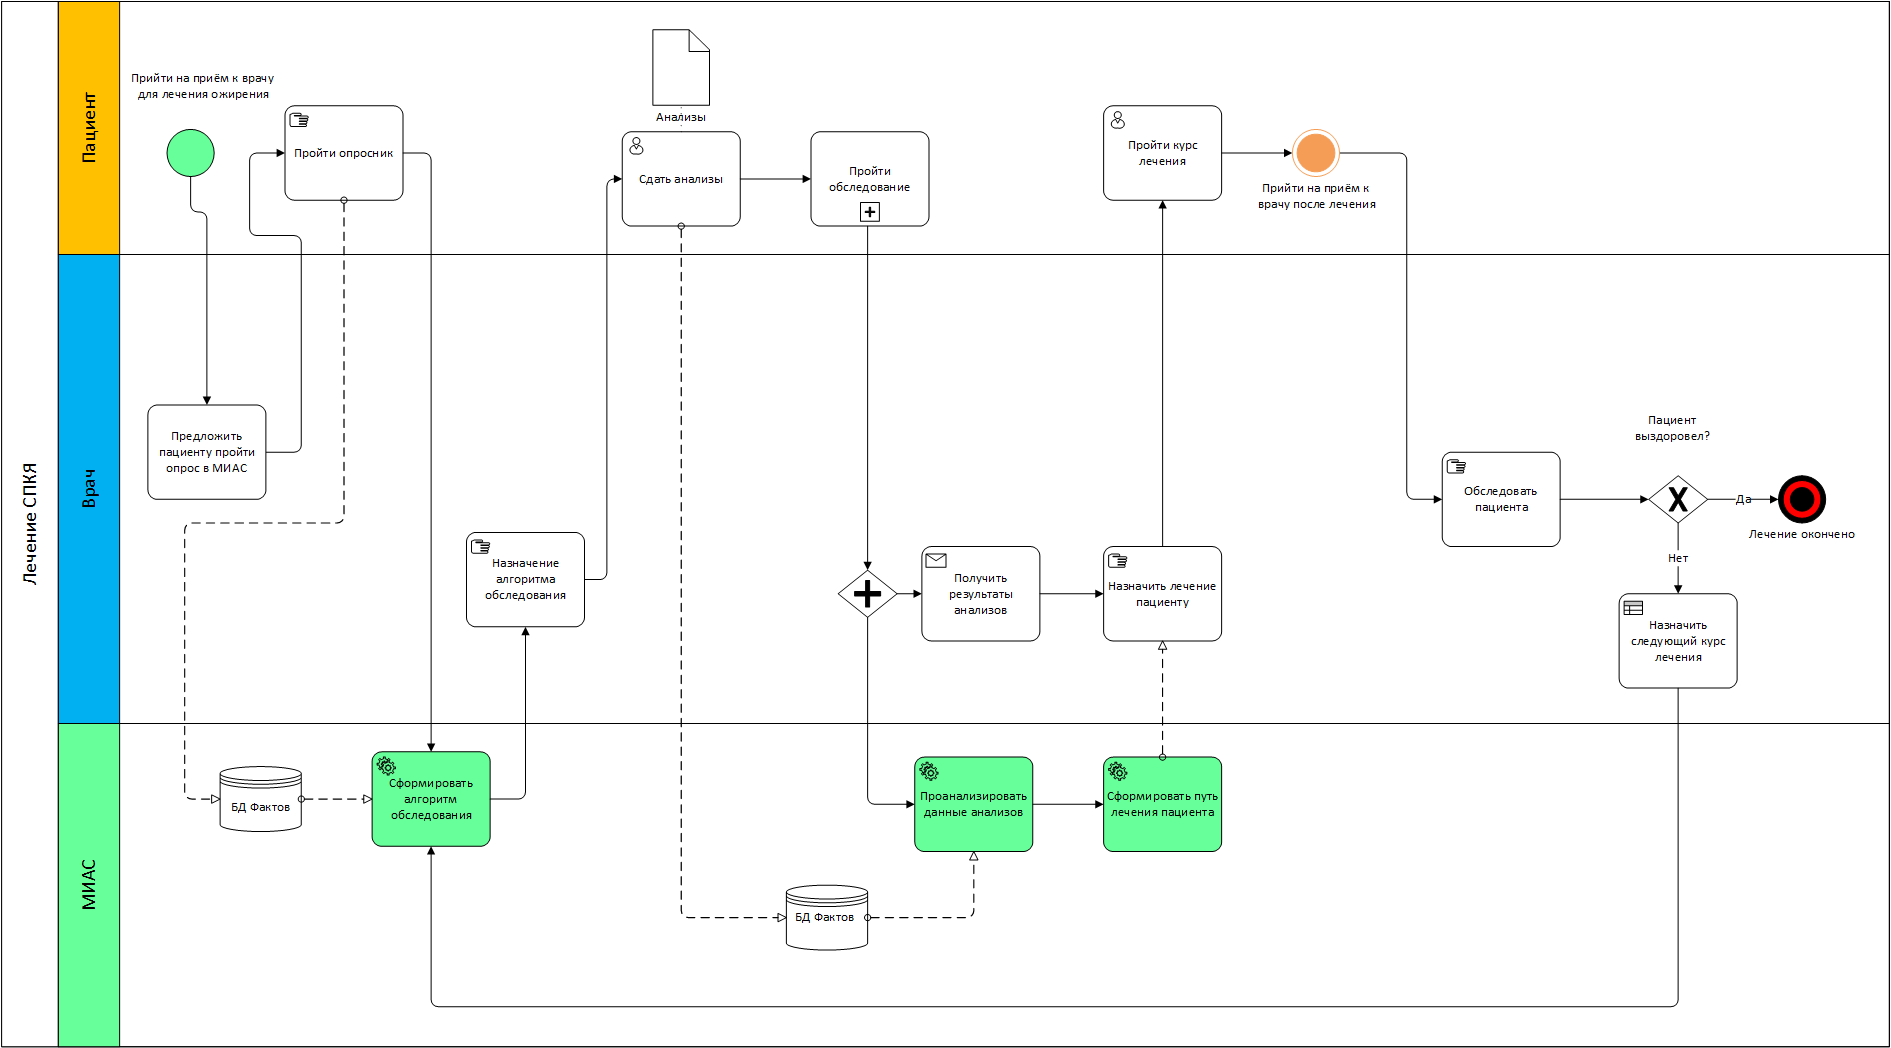 Лечение СПКЯ
Пациент
Прийти на приём к врачу
для лечения ожирения
Пройти опросник
Анализы
Сдать анализы
Пройти
обследование
Пройти курс
лечения
Прийти на приём к
врачу после лечения
Врач
Предложить
пациенту пройти
опрос в МИАС
Назначение
алгоритма
обследования
Получить
результаты
анализов
Назначить лечение
пациенту
Обследовать
пациента
Пациент
выздоровел?
Да
Лечение окончено
Нет
Назначить
следующий курс
лечения
МИАС
БД Фактов
Сформировать
алгоритм
обследования
Проанализировать
данные анализов
Сформировать путь
лечения пациента
БД Фактов